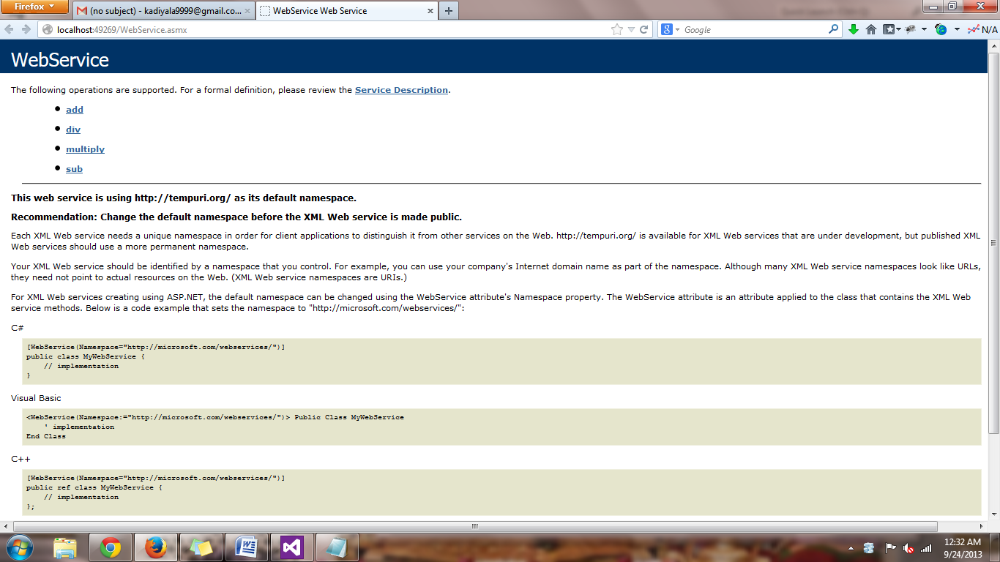 Firefox
(no subject) - kadiyala9999@gmail.co...
WebService Web Service
localhost:49269/WebService.asmx
Google
N/A
WebService
The following operations are supported. For a formal definition, please review the Service Description.
add
div
multiply
sub
This web service is using http://tempuri.org/ as its default namespace.
Recommendation: Change the default namespace before the XML Web service is made public.
Each XML Web service needs a unique namespace in order for client applications to distinguish it from other services on the Web. http://tempuri.org/ is available for XML Web services that are under development, but published XML
Web services should use a more permanent namespace.
Your XML Web service should be identified by a namespace that you control. For example, you can use your company's Internet domain name as part of the namespace. Although many XML Web service namespaces look like URLs,
they need not point to actual resources on the Web. (XML Web service namespaces are URIs.)
For XML Web services creating using ASP.NET, the default namespace can be changed using the WebService attribute's Namespace property. The WebService attribute is an attribute applied to the class that contains the XML Web
service methods. Below is a code example that sets the namespace to "http://microsoft.com/webservices/":
C#
[WebService(Namespace="http://microsoft.com/webservices/")]
public class MyWebService {
// implementation
}
Visual Basic
<WebService(Namespace:="http://microsoft.com/webservices/")> Public Class MyWebService
' implementation
End Class
C++
[WebService(Namespace="http://microsoft.com/webservices/")]
public ref class MyWebService {
// implementation
};
12:32 AM
9/24/2013